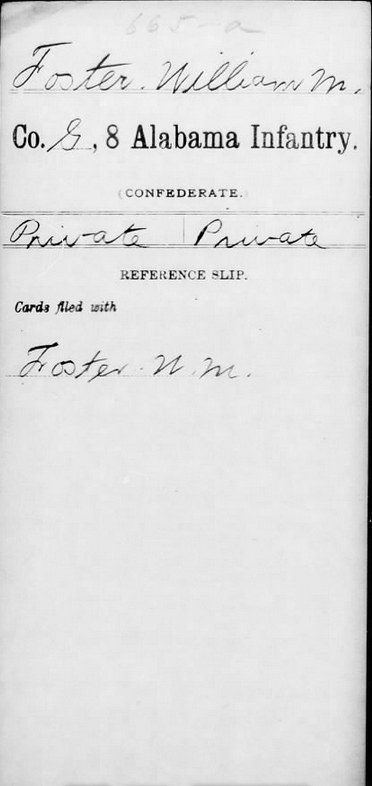 665-a
Foster, William M.
Co. G, 8 Alabama Infantry.
(CONFEDERATE.)
Private | Private
REFERENCE SLIP.
Cards filed with
Foster N. M.